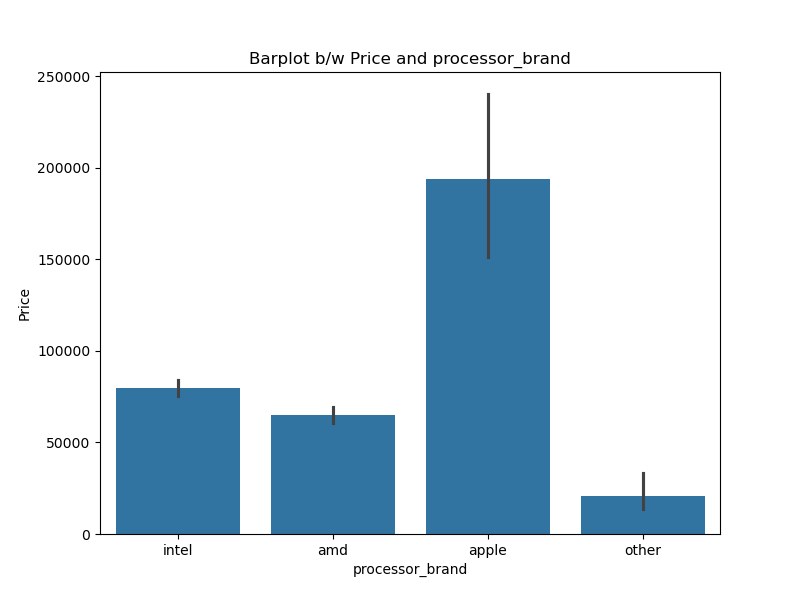 Barplot b/w Price and processor_brand
250000
200000
150000
100000
50000
0
Price
intel amd apple other
processor_brand